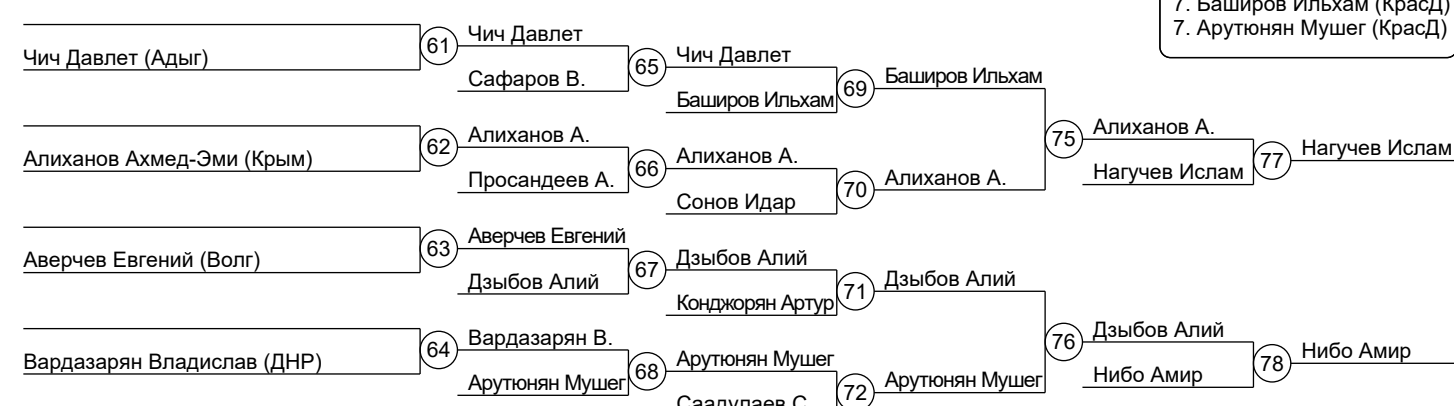 7. Баширов Ильхам (КрасД)
7. Арутюнян Мушег (КрасД)
Чич Давлет (Адыг)
61
Чич Давлет
Сафаров В.
65
Чич Давлет
Баширов Ильхам
69
Баширов Ильхам
Алиханов Ахмед-Эми (Крым)
62
Алиханов А.
Просандеев А.
66
Алиханов А.
Сонов Идар
70
Алиханов А.
75
Алиханов А.
Нагучев Ислам
77
Нагучев Ислам
Аверчев Евгений (Волг)
63
Аверчев Евгений
Дзыбов Алий
67
Дзыбов Алий
Конджорян Артур
71
Дзыбов Алий
Вардазарян Владислав (ДНР)
64
Вардазарян В.
Арутюнян Мушег
68
Арутюнян Мушег
Саадулаев С.
72
Арутюнян Мушег
76
Дзыбов Алий
Нибо Амир
78
Нибо Амир